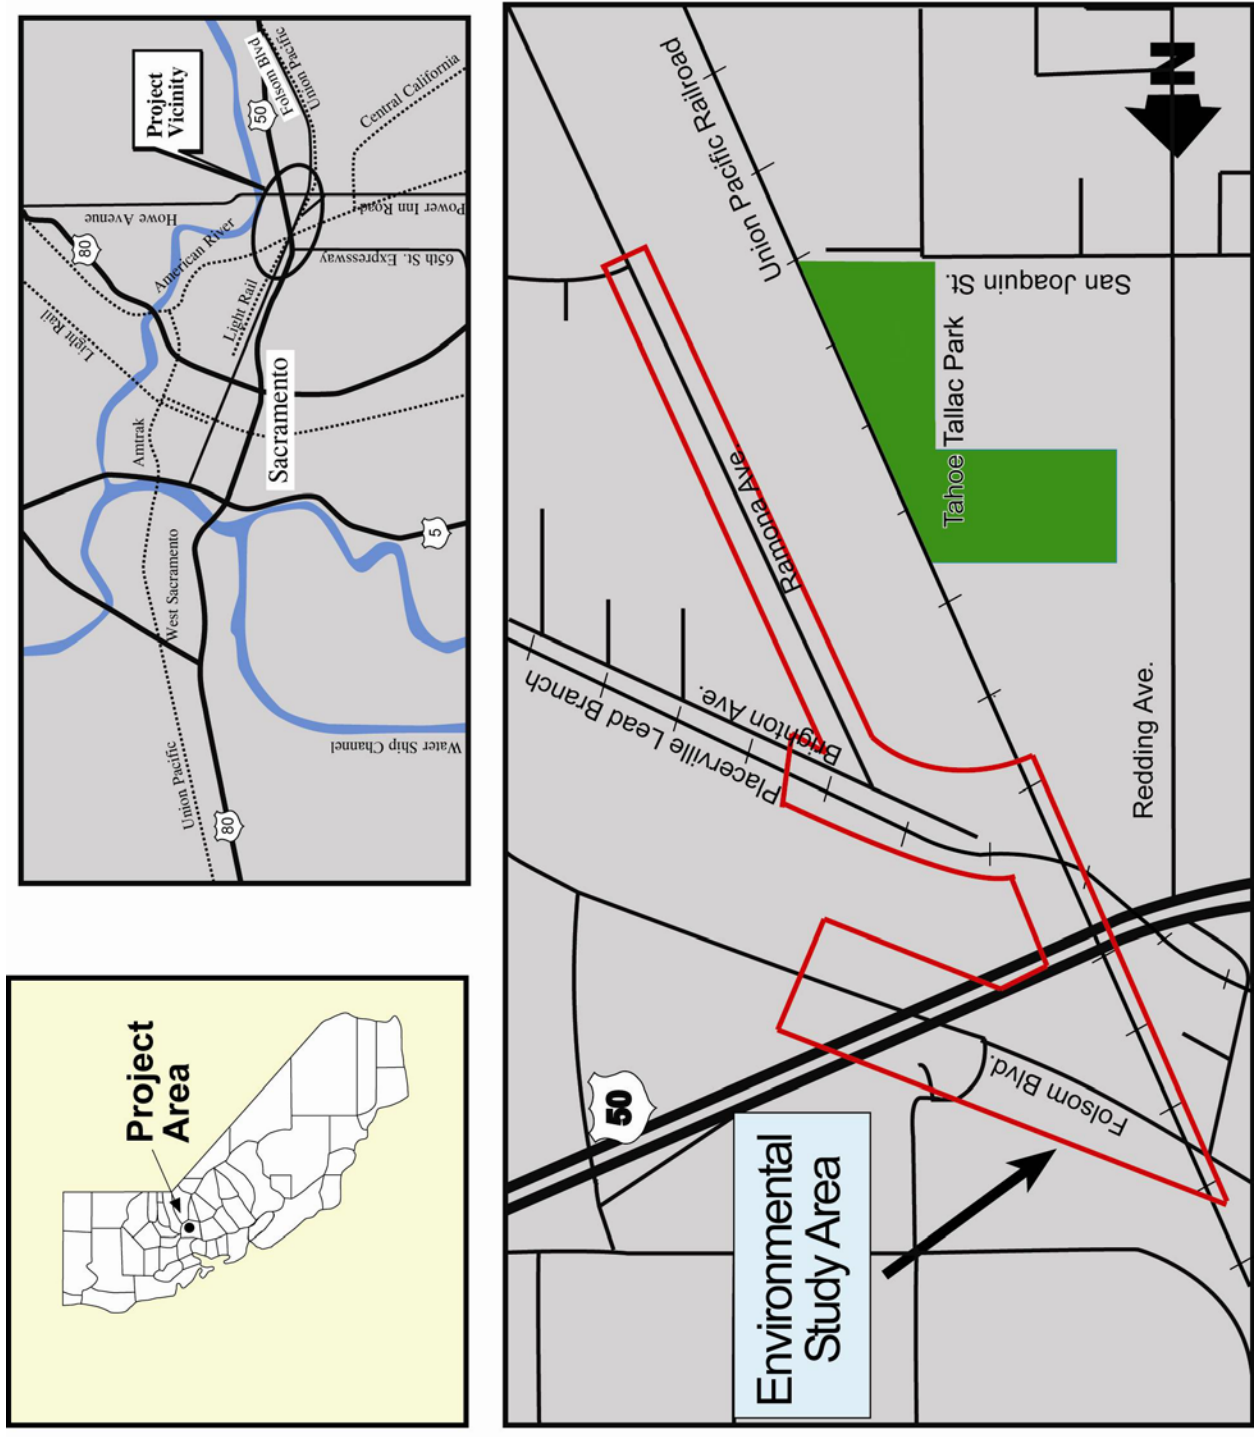 Project
Area
Project
Vicinity
Folsom Blvd
Union Pacific
50
Central California
Howe Avenue
Power Inn Road
80
American River
65th St. Expressway
Light Rail
Light Rail
Sacramento
Amtrak
5
West Sacramento
Water Ship Channel
Union Pacific
80
Union Pacific Railroad
N
San Joaquin St.
Tahoe Tallac Park
Ramona Ave.
Brighton Ave.
Placerville Lead Branch
Redding Ave.
50
Folsom Blvd.
Environmental
Study Area